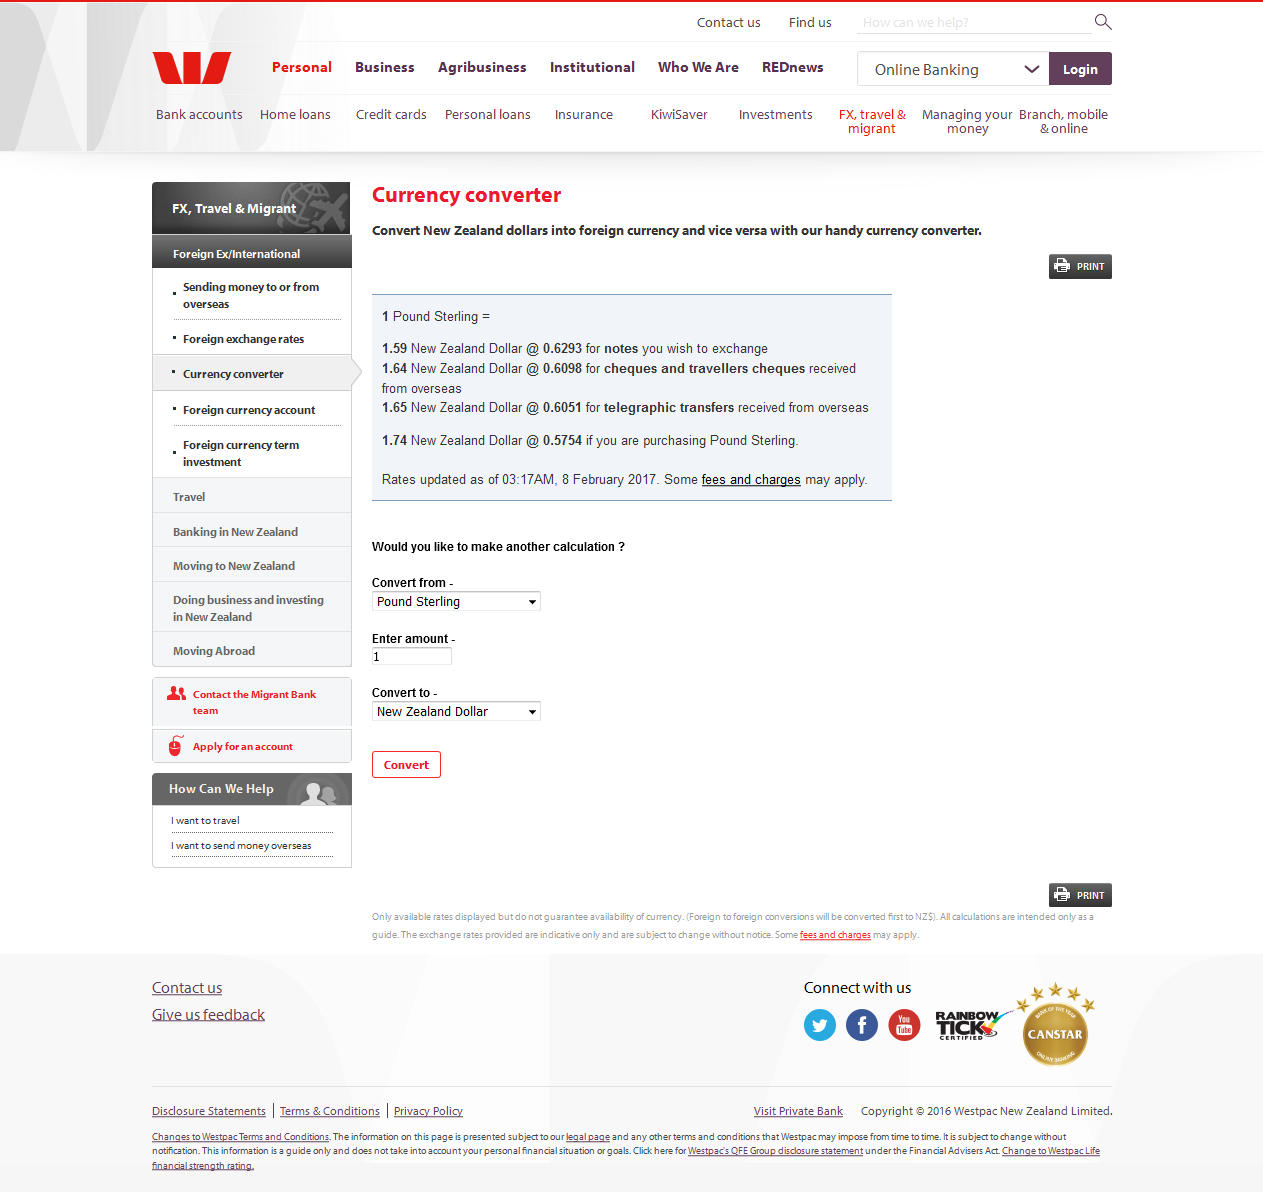 Contact us
Find us
How can we help?
Personal
Business
Agribusiness
Institutional
Who We Are
REDnews
Online Banking
Login
Bank accounts
Home loans
Credit cards
Personal loans
Insurance
KiwiSaver
Investments
FX, travel &
migrant
Managing your
money
Branch, mobile
& online
FX, Travel & Migrant
Foreign Ex/International
Sending money to or from
overseas
Foreign exchange rates
Currency converter
Foreign currency account
Foreign currency term
investment
Travel
Banking in New Zealand
Moving to New Zealand
Doing business and investing
in New Zealand
Moving Abroad
Contact the Migrant Bank
team
Apply for an account
How Can We Help
I want to travel
I want to send money overseas
Currency converter
Convert New Zealand dollars into foreign currency and vice versa with our handy currency converter.
PRINT
1 Pound Sterling =
1.59 New Zealand Dollar @ 0.6293 for notes you wish to exchange
1.64 New Zealand Dollar @ 0.6098 for cheques and travellers cheques received
from overseas
1.65 New Zealand Dollar @ 0.6051 for telegraphic transfers received from overseas
1.74 New Zealand Dollar @ 0.5754 if you are purchasing Pound Sterling.
Rates updated as of 03:17AM, 8 February 2017. Some fees and charges may apply.
Would you like to make another calculation ?
Convert from -
Pound Sterling
Enter amount -
1
Convert to -
New Zealand Dollar
Convert
PRINT
Only available rates displayed but do not guarantee availability of currency. (Foreign to foreign conversions will be converted first to NZ$). All calculations are intended only as a
guide. The exchange rates provided are indicative only and are subject to change without notice. Some fees and charges may apply.
Contact us
Give us feedback
Connect with us
You
Tube
RAINBOW
TICK
CERTIFIED
BANK OF THE YEAR
CANSTAR
ONLINE BANKING
Disclosure Statements
Terms & Conditions
Privacy Policy
Visit Private Bank
Copyright © 2016 Westpac New Zealand Limited.
Changes to Westpac Terms and Conditions. The information on this page is presented subject to our legal page and any other terms and conditions that Westpac may impose from time to time. It is subject to change without
notification. This information is a guide only and does not take into account your personal financial situation or goals. Click here for Westpac's QFE Group disclosure statement under the Financial Advisers Act. Change to Westpac Life
financial strength rating.